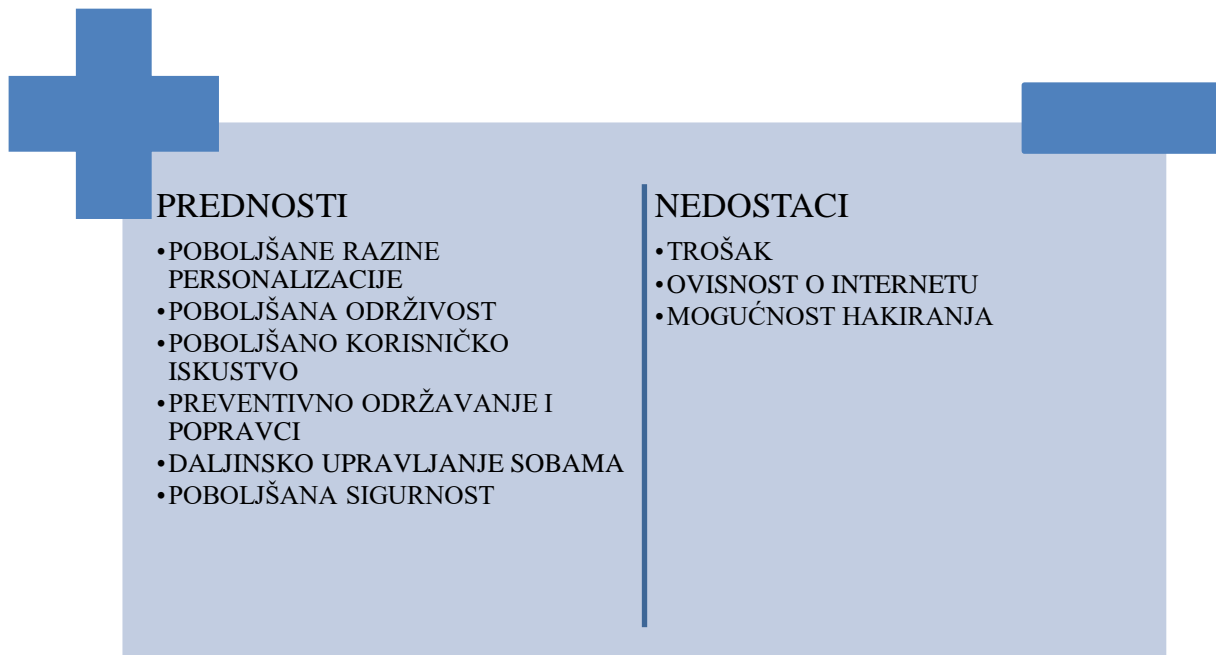 PREDNOSTI
•POBOLJŠANE RAZINE
PERSONALIZACIJE
•POBOLJŠANA ODRŽIVOST
•POBOLJŠANO KORISNIČKO
ISKUSTVO
•PREVENTIVNO ODRŽAVANJE I
POPRAVCI
•DALJINSKO UPRAVLJANJE SOBAMA
•POBOLJŠANA SIGURNOST
NEDOSTACI
•TROŠAK
•OVISNOST O INTERNETU
•MOGUĆNOST HAKIRANJA